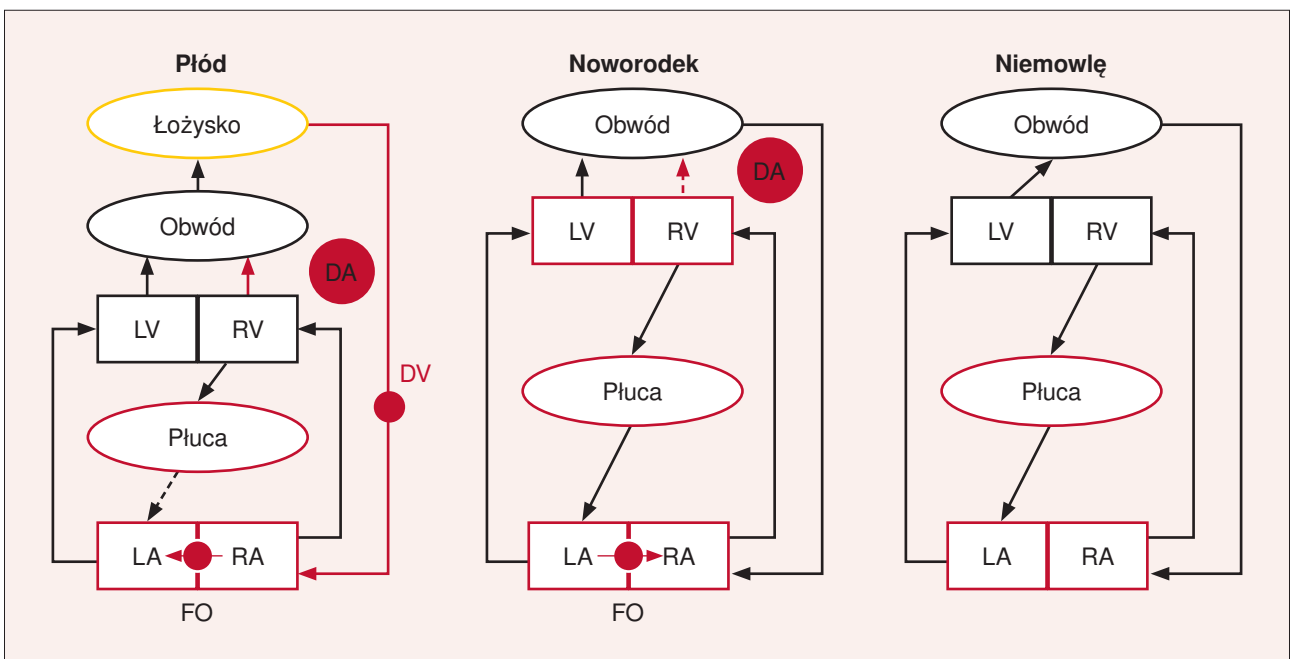 Płód
Łożysko
Obwód
DA
LV RV
DV
Płuca
LA RA
FO
Noworodek
Obwód
DA
LV RV
Płuca
LA RA
FO
Niemowlę
Obwód
LV RV
Płuca
LA RA